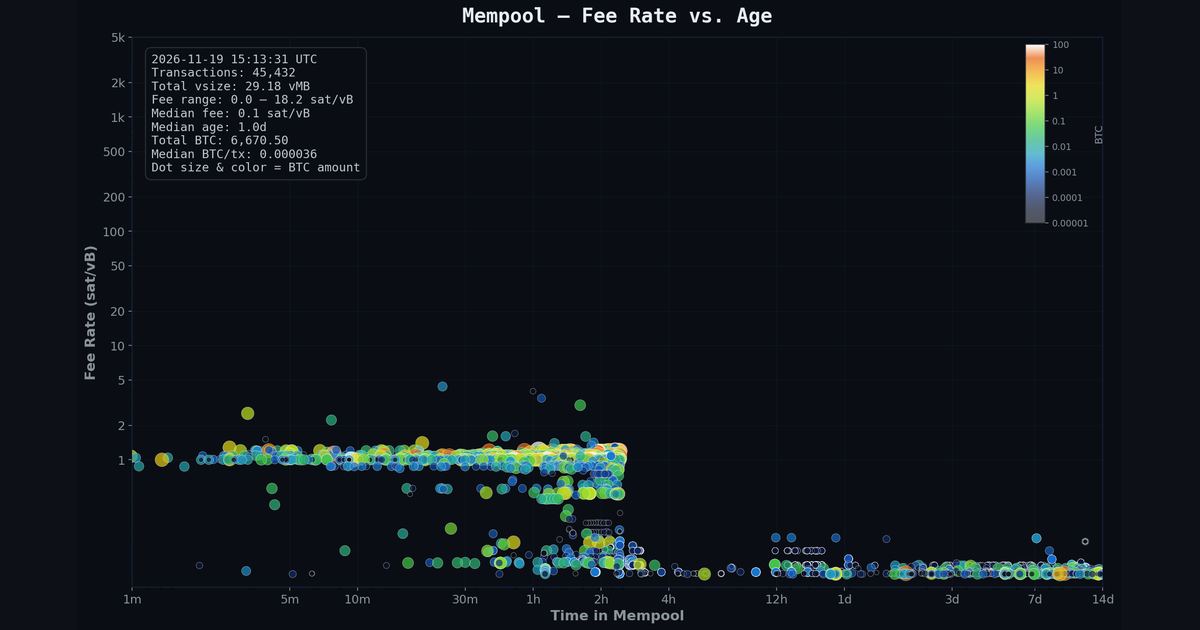 Mempool — Fee Rate vs. Age
2026-11-19 15:13:31 UTC
Transactions: 45,432
Total vsize: 29.18 vMB
Fee range: 0.0 — 18.2 sat/vB
Median fee: 0.1 sat/vB
Median age: 1.0d
Total BTC: 6,670.50
Median BTC/tx: 0.000036
Dot size & color = BTC amount
100
10
1
0.1
0.01
0.001
0.0001
0.00001
BTC
5k
2k
1k
500
200
100
50
20
10
5
2
1
Fee Rate (sat/vB)
1m
5m
10m
30m
1h
2h
4h
12h
1d
3d
7d
14d
Time in Mempool